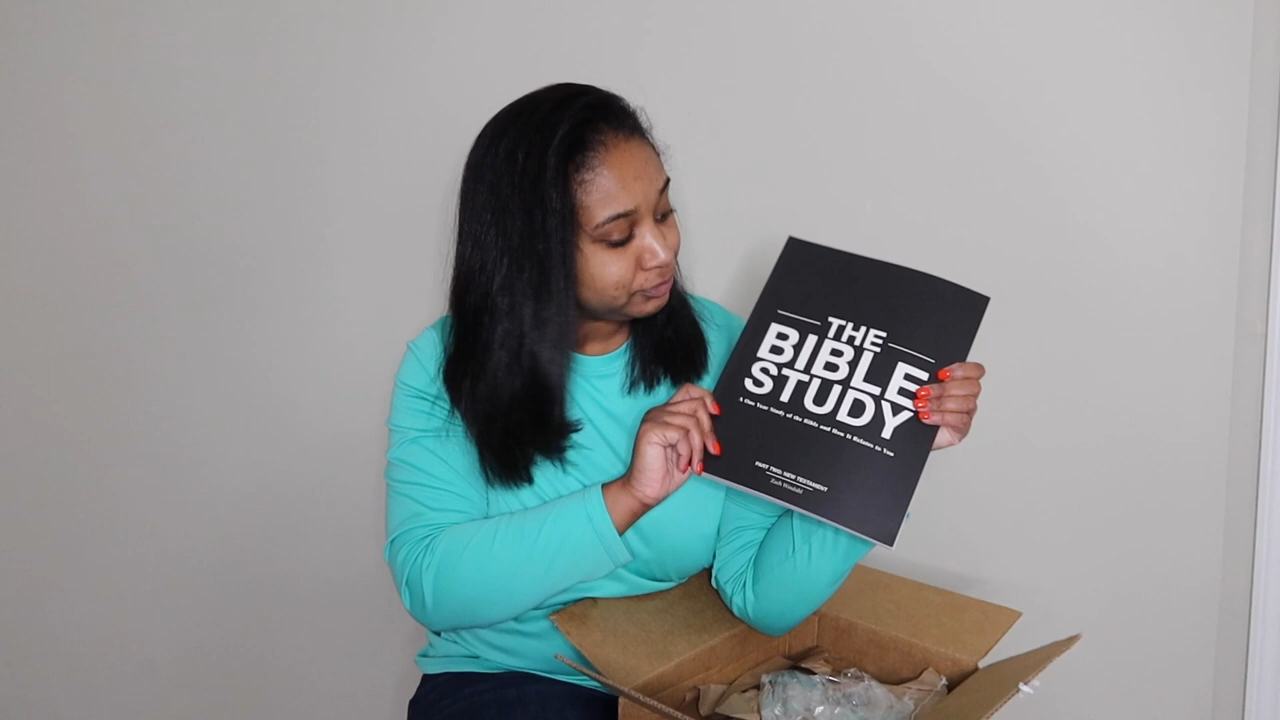 THE
BIBLE
STUDY
A One Year Study of the Bible and How It Relates to You
PART TWO: NEW TESTAMENT
Zach Windahl